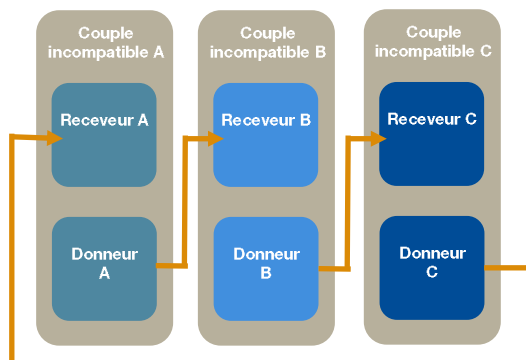 Couple
incompatible A
Receveur A
Donneur
A
Couple
incompatible B
Receveur B
Donneur
B
Couple
incompatible C
Receveur C
Donneur
C